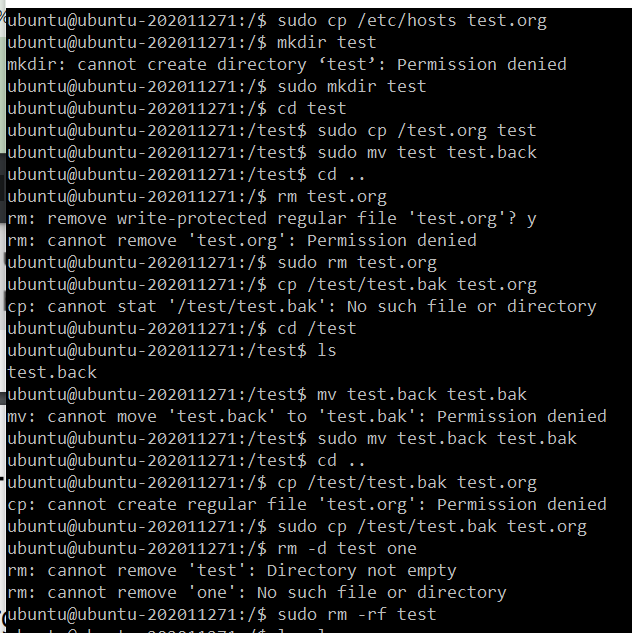 ubuntu@ubuntu-202011271:/$ sudo cp /etc/hosts test.org
ubuntu@ubuntu-202011271:/$ mkdir test
mkdir: cannot create directory ‘test’: Permission denied
ubuntu@ubuntu-202011271:/$ sudo mkdir test
ubuntu@ubuntu-202011271:/$ cd test
ubuntu@ubuntu-202011271:/test$ sudo cp /test.org test
ubuntu@ubuntu-202011271:/test$ sudo mv test test.back
ubuntu@ubuntu-202011271:/test$ cd ..
ubuntu@ubuntu-202011271:/$ rm test.org
rm: remove write-protected regular file 'test.org'? y
rm: cannot remove 'test.org': Permission denied
ubuntu@ubuntu-202011271:/$ sudo rm test.org
ubuntu@ubuntu-202011271:/$ cp /test/test.bak test.org
cp: cannot stat '/test/test.bak': No such file or directory
ubuntu@ubuntu-202011271:/$ cd /test
ubuntu@ubuntu-202011271:/test$ ls
test.back
ubuntu@ubuntu-202011271:/test$ mv test.back test.bak
mv: cannot move 'test.back' to 'test.bak': Permission denied
ubuntu@ubuntu-202011271:/test$ sudo mv test.back test.bak
ubuntu@ubuntu-202011271:/test$ cd ..
ubuntu@ubuntu-202011271:/$ cp /test/test.bak test.org
cp: cannot create regular file 'test.org': Permission denied
ubuntu@ubuntu-202011271:/$ sudo cp /test/test.bak test.org
ubuntu@ubuntu-202011271:/$ rm -d test one
rm: cannot remove 'test': Directory not empty
rm: cannot remove 'one': No such file or directory
ubuntu@ubuntu-202011271:/$ sudo rm -rf test